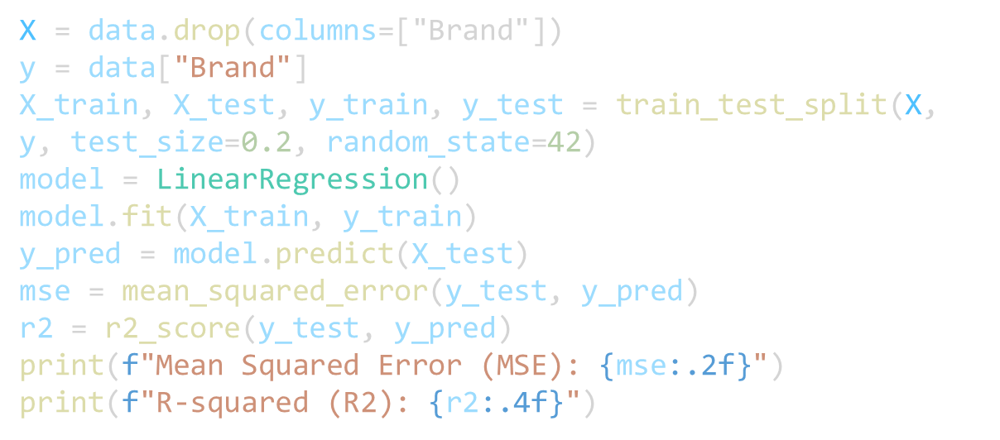 X = data.drop(columns=["Brand"])
y = data["Brand"]
X_train, X_test, y_train, y_test = train_test_split(X,
y, test_size=0.2, random_state=42)
model = LinearRegression()
model.fit(X_train, y_train)
y_pred = model.predict(X_test)
mse = mean_squared_error(y_test, y_pred)
r2 = r2_score(y_test, y_pred)
print(f"Mean Squared Error (MSE): {mse:.2f}")
print(f"R-squared (R2): {r2:.4f}")